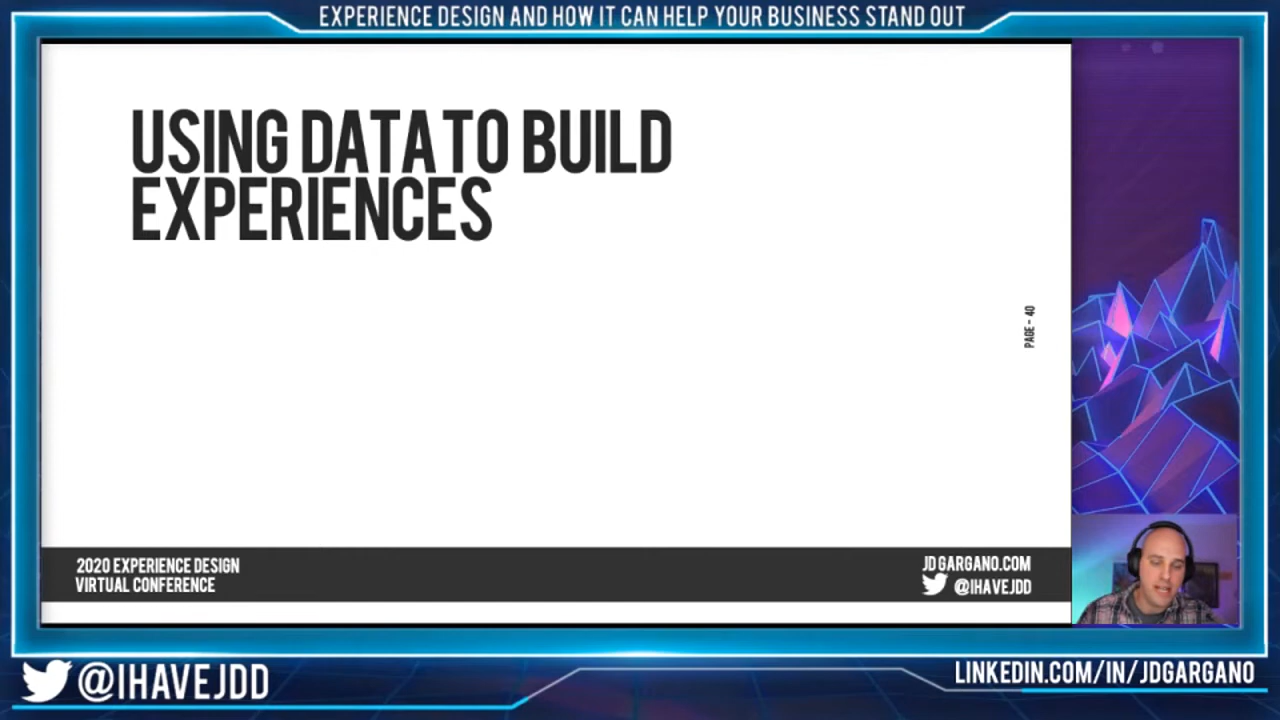 EXPERIENCE DESIGN AND HOW IT CAN HELP YOUR BUSINESS STAND OUT
USING DATA TO BUILD
EXPERIENCES
PAGE - 40
2020 EXPERIENCE DESIGN
VIRTUAL CONFERENCE
JDGARGANO.COM
@IHAVEJDD
@IHAVEJDD
LINKEDIN.COM/IN/JDGARGANO